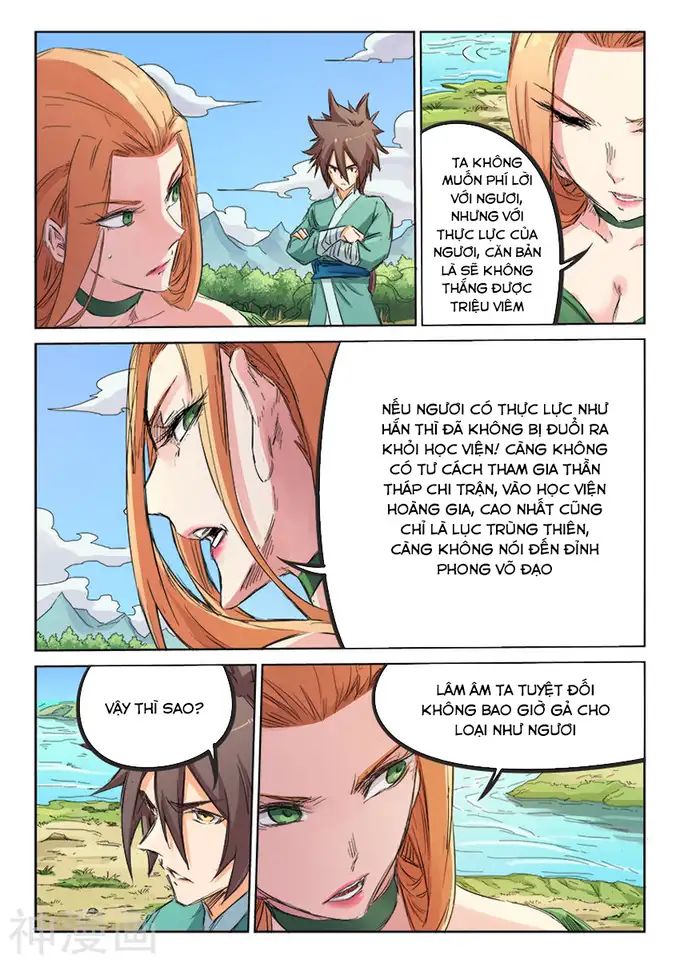 TA KHÔNG
MUỐN PHÍ LỜI
VỚI NGƯƠI,
NHƯNG VỚI
THỰC LỰC CỦA
NGƯƠI, CĂN BẢN
LÀ SẼ KHÔNG
THẮNG ĐƯỢC
TRIỆU VIÊM
NẾU NGƯƠI CÓ THỰC LỰC NHƯ
HẮN THÌ ĐÃ KHÔNG BỊ ĐUỔI RA
KHỎI HỌC VIỆN! CÀNG KHÔNG
CÓ TƯ CÁCH THAM GIA THẦN
THÁP CHI TRẬN, VÀO HỌC VIỆN
HOÀNG GIA, CAO NHẤT CŨNG
CHỈ LÀ LỤC TRÙNG THIÊN,
CÀNG KHÔNG NÓI ĐẾN ĐỈNH
PHONG VÕ ĐẠO
VẬY THÌ SAO?
LÂM ÂM TA TUYỆT ĐỐI
KHÔNG BAO GIỜ GẢ CHO
LOẠI NHƯ NGƯƠI
神漫画